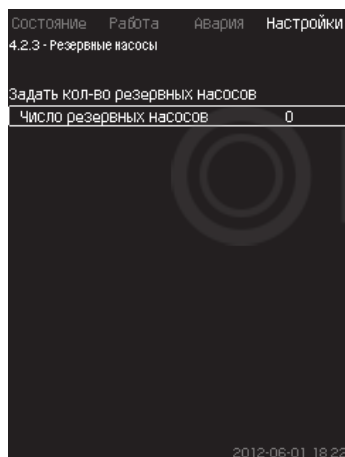 Состояние Работа Авария Настройки
4.2.3 - Резервные насосы
Задать кол-во резервных насосов
Число резервных насосов 0
2012-06-01 18:22